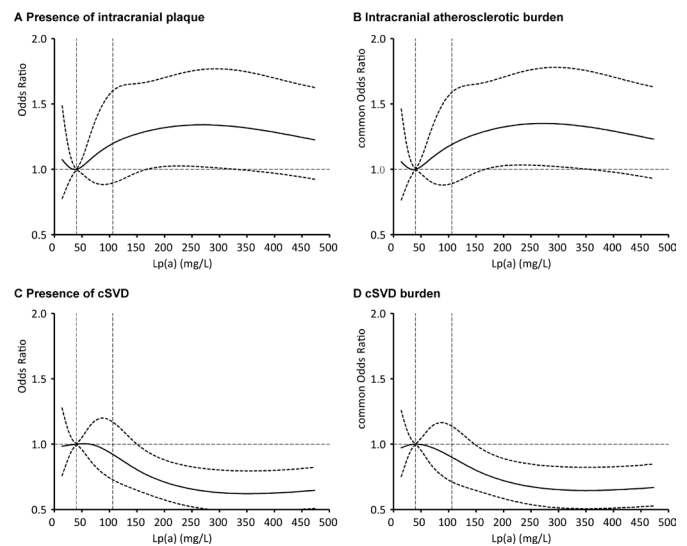 A Presence of intracranial plaque
2.0
1.5
1.0
0.5
Odds Ratio
0 50 100 150 200 250 300 350 400 450 500
Lp(a) (mg/L)
B Intracranial atherosclerotic burden
2.0
1.5
1.0
0.5
common Odds Ratio
0 50 100 150 200 250 300 350 400 450 500
Lp(a) (mg/L)
C Presence of cSVD
2.0
1.5
1.0
0.5
Odds Ratio
0 50 100 150 200 250 300 350 400 450 500
Lp(a) (mg/L)
D cSVD burden
2.0
1.5
1.0
0.5
common Odds Ratio
0 50 100 150 200 250 300 350 400 450 500
Lp(a) (mg/L)